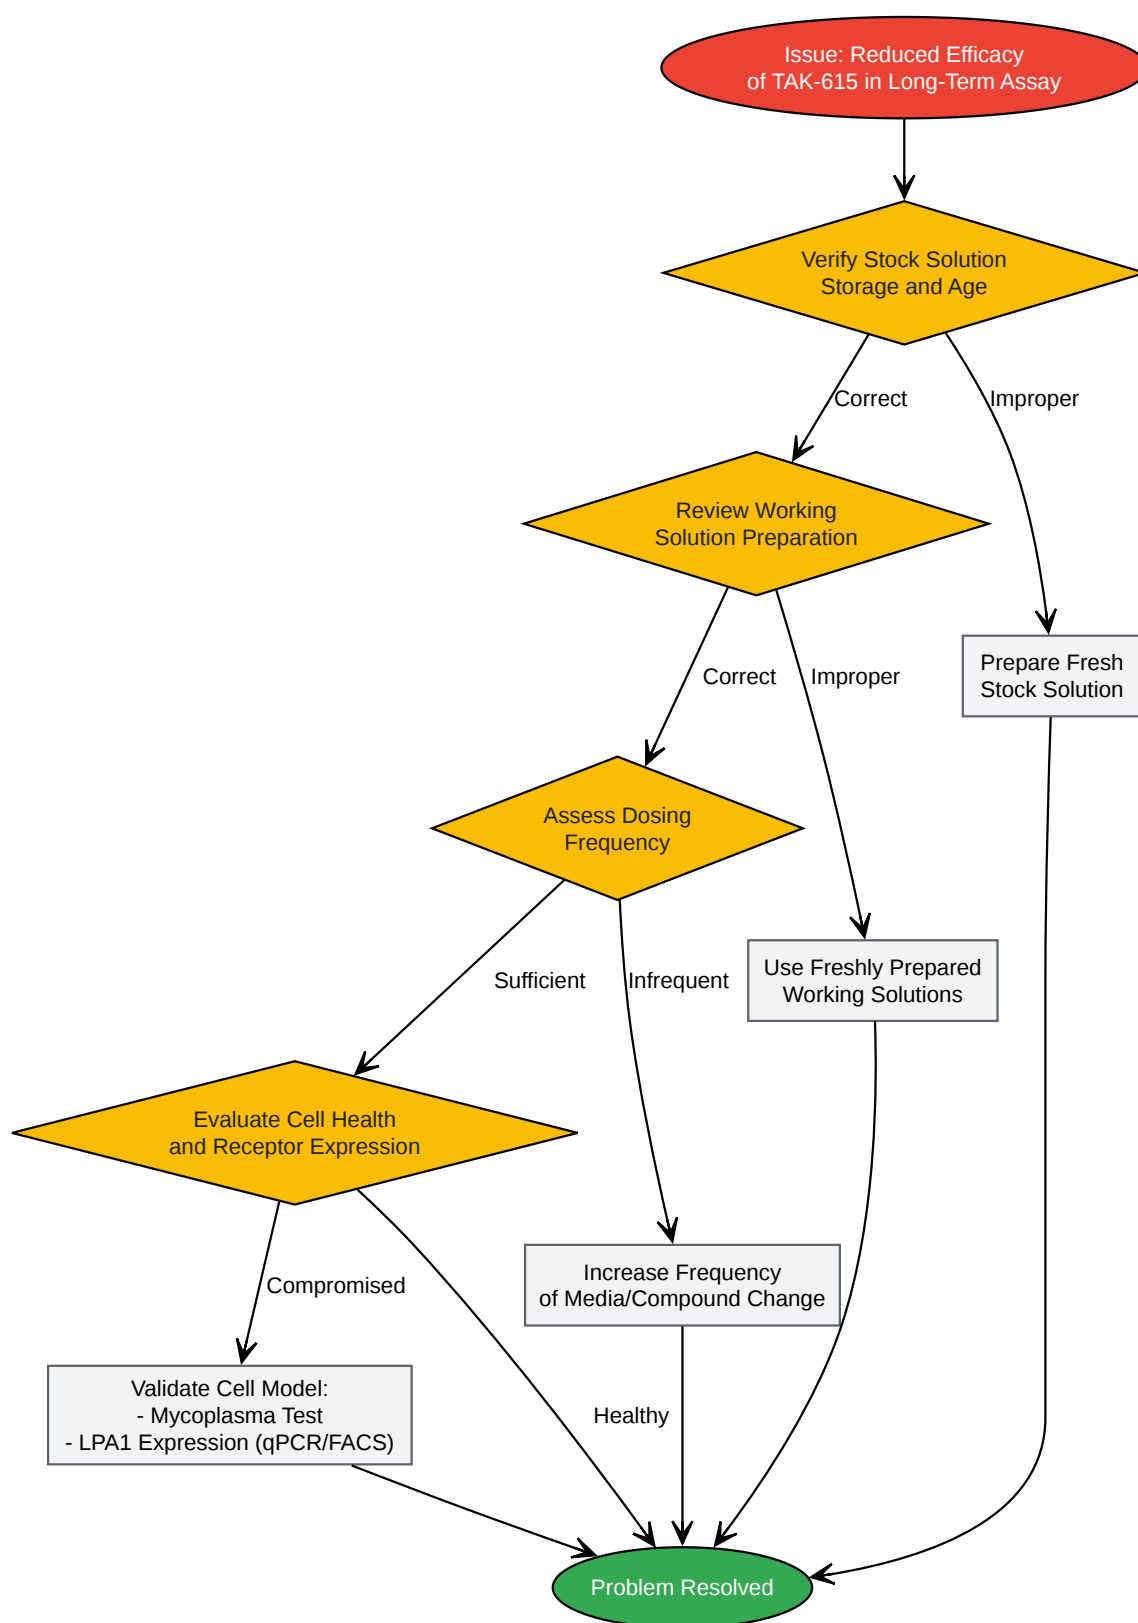 Issue: Reduced Efficacy
of TAK-615 in Long-Term Assay
Verify Stock Solution
Storage and Age
Correct
Improper
Review Working
Solution Preparation
Prepare Fresh
Stock Solution
Correct
Improper
Assess Dosing
Frequency
Use Freshly Prepared
Working Solutions
Sufficient
Infrequent
Evaluate Cell Health
and Receptor Expression
Increase Frequency
of Media/Compound Change
Compromised
Validate Cell Model:
- Mycoplasma Test
- LPA1 Expression (qPCR/FACS)
Healthy
Problem Resolved